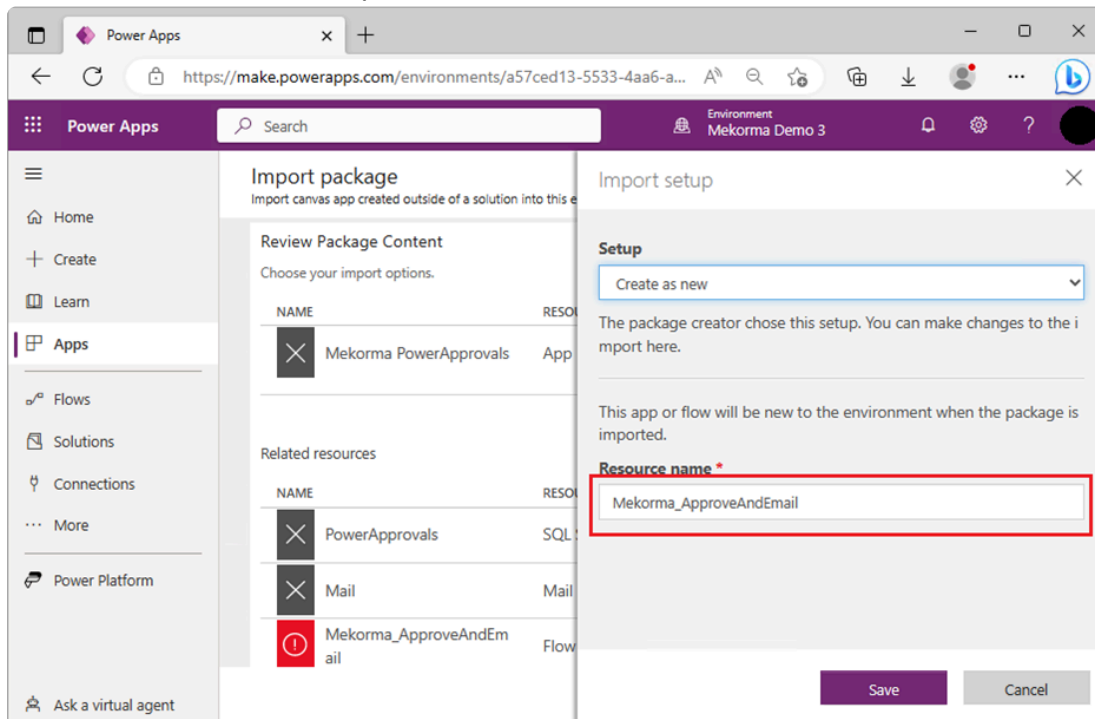 Power Apps
https://make.powerapps.com/environments/a57ced13-5533-4aa6-a...
Power Apps
Search
Environment
Mekorma Demo 3
?
Home
Create
Learn
Apps
Flows
Solutions
Connections
More
Power Platform
Ask a virtual agent
Import package
Import canvas app created outside of a solution into this e
Review Package Content
Choose your import options.
NAME RESOU
Mekorma PowerApprovals App
Related resources
NAME RESOU
PowerApprovals SQL S
Mail Mail
Mekorma_ApproveAndEm
ail
Flow
Import setup
Setup
Create as new
The package creator chose this setup. You can make changes to the i
mport here.
This app or flow will be new to the environment when the package is
imported.
Resource name *
Mekorma_ApproveAndEmail
Save Cancel